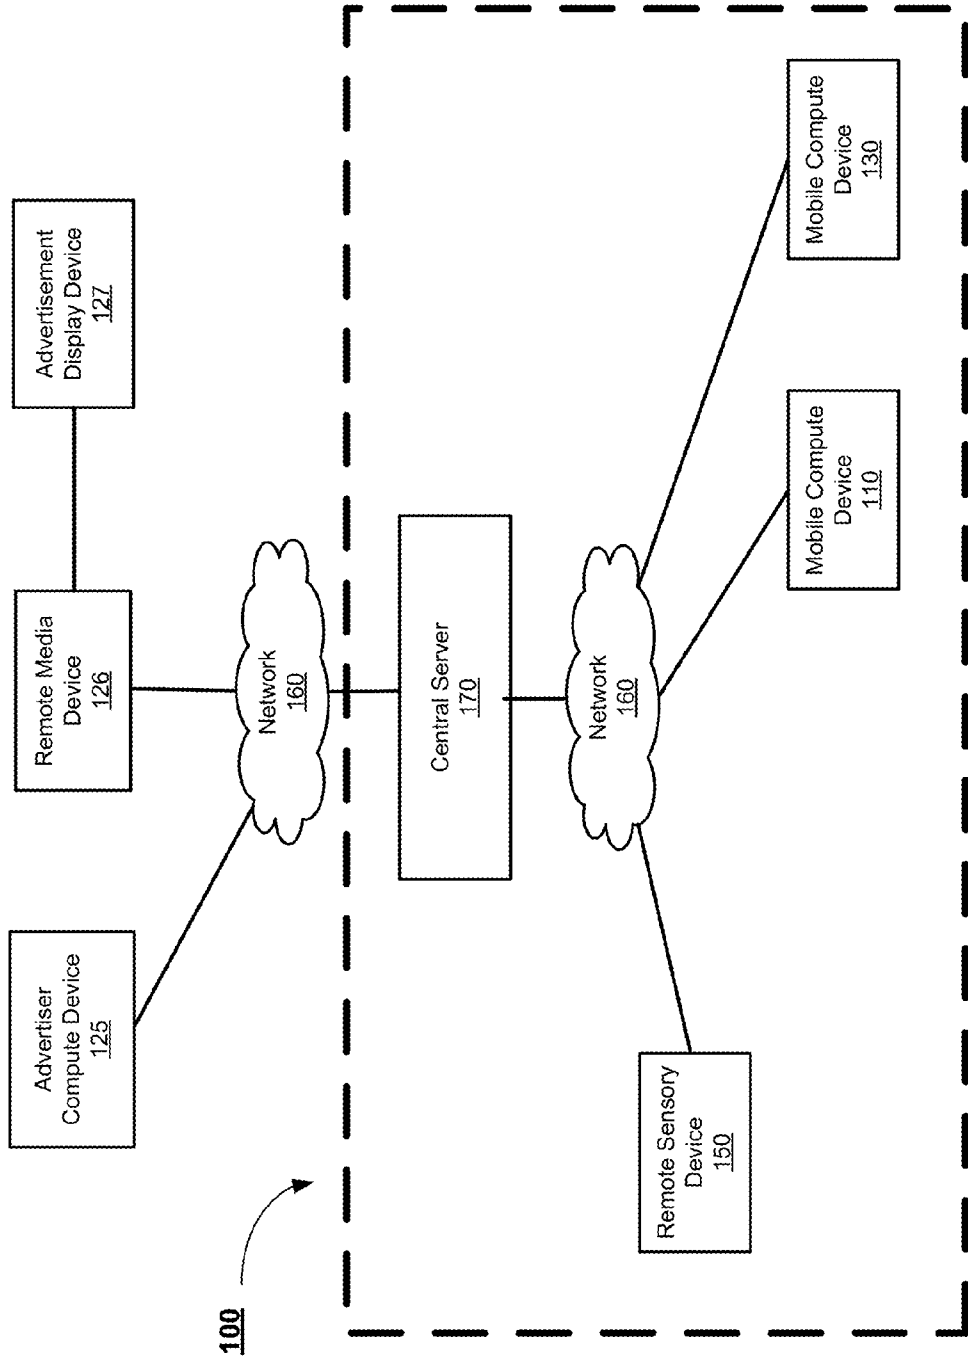 100
Advertiser
Compute Device
125
Remote Media
Device
126
Advertisement
Display Device
127
Network
160
Central Server
170
Network
160
Remote Sensory
Device
150
Mobile Compute
Device
110
Mobile Compute
Device
130